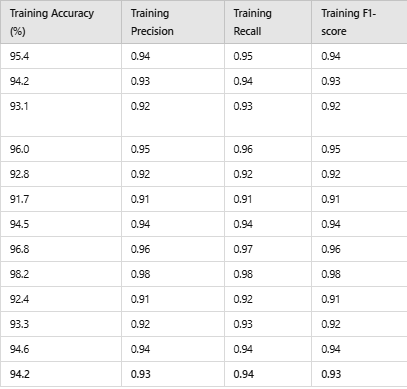 Training Accuracy (%) Training Precision Training Recall Training F1-score
95.4 0.94 0.95 0.94
94.2 0.93 0.94 0.93
93.1 0.92 0.93 0.92
96.0 0.95 0.96 0.95
92.8 0.92 0.92 0.92
91.7 0.91 0.91 0.91
94.5 0.94 0.94 0.94
96.8 0.96 0.97 0.96
98.2 0.98 0.98 0.98
92.4 0.91 0.92 0.91
93.3 0.92 0.93 0.92
94.6 0.94 0.94 0.94
94.2 0.93 0.94 0.93